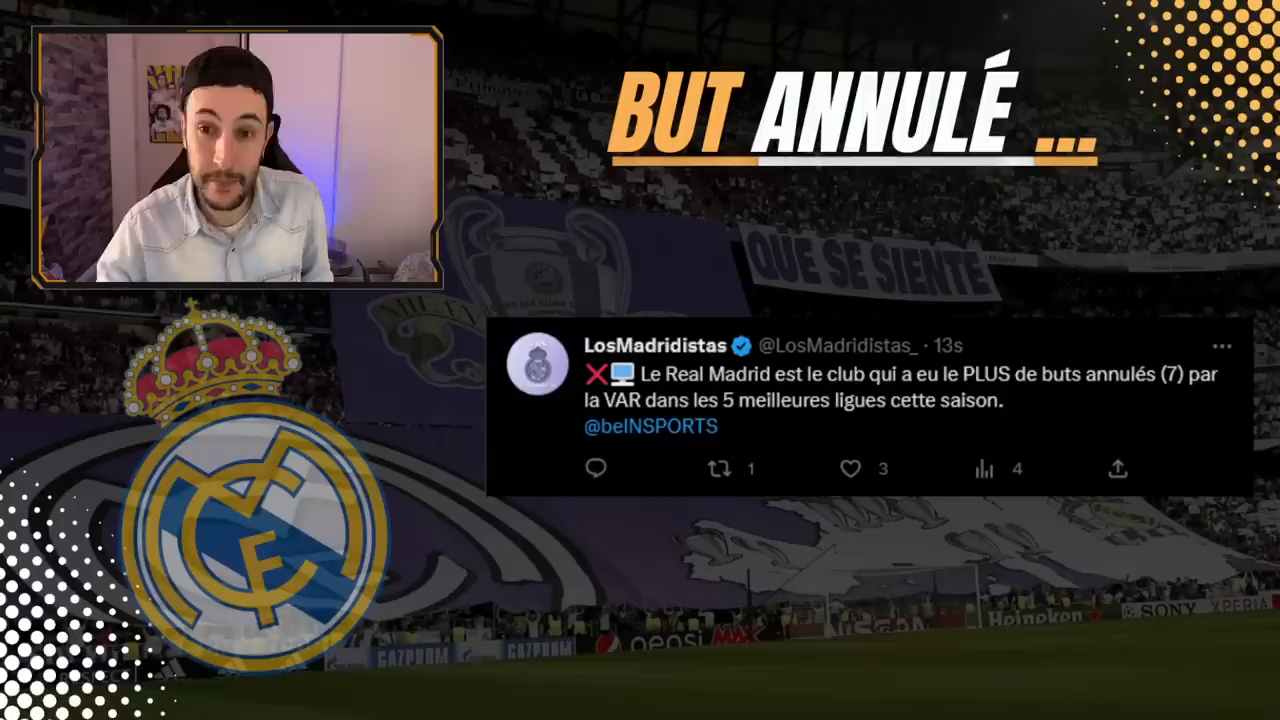 BUT ANNULÉ ...
QUE SE SIENTE
LosMadridistas @LosMadridistas_ · 13s
❌🖥️ Le Real Madrid est le club qui a eu le PLUS de buts annulés (7) par
la VAR dans les 5 meilleures ligues cette saison.
@beINSPORTS
1 3 4
GAZPROM
GAZPROM
pepsi MAX
NISSAN
Heineken
SONY XPERIA